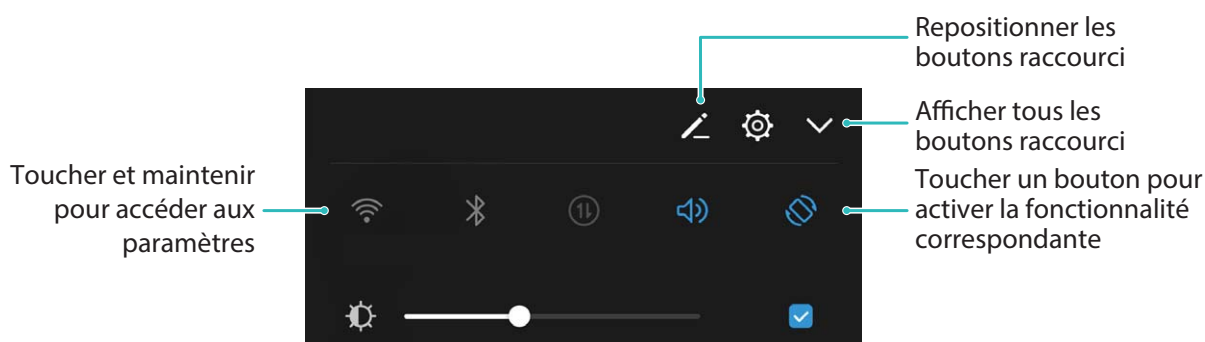 Repositionner les
boutons raccourci
Afficher tous les
boutons raccourci
Toucher et maintenir
pour accéder aux
paramètres
Toucher un bouton pour
activer la fonctionnalité
correspondante